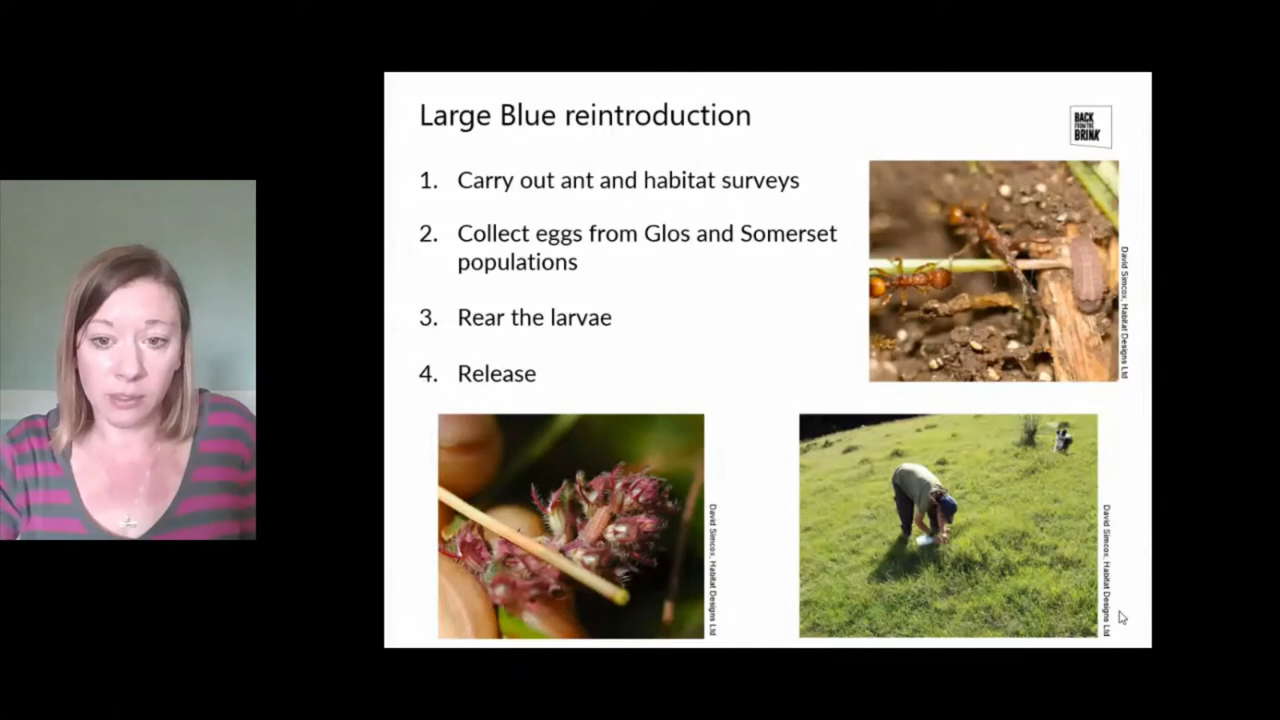 Large Blue reintroduction
BACK
FROM THE
BRINK
1. Carry out ant and habitat surveys
2. Collect eggs from Glos and Somerset
populations
3. Rear the larvae
4. Release
David Simcox, Habitat Designs Ltd
David Simcox, Habitat Designs Ltd
David Simcox, Habitat Designs Ltd